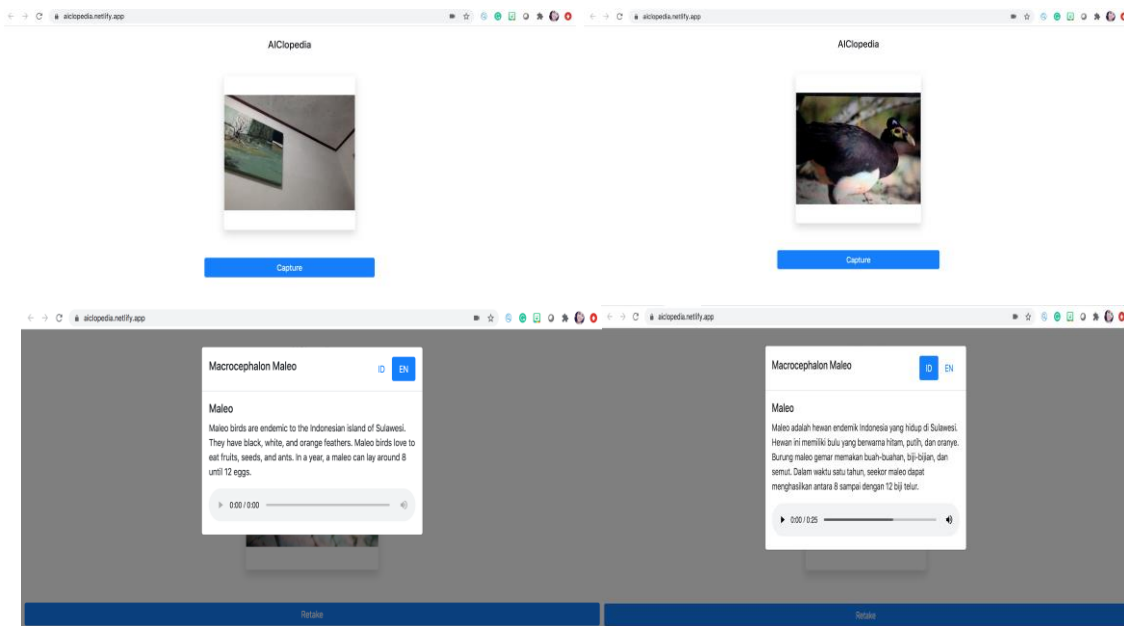 aiclopedia.netlify.app
AIClopedia
Capture
aiclopedia.netlify.app
AIClopedia
Capture
aiclopedia.netlify.app
Macrocephalon Maleo
ID
EN
Maleo
Maleo birds are endemic to the Indonesian island of Sulawesi.
They have black, white, and orange feathers. Maleo birds love to
eat fruits, seeds, and ants. In a year, a maleo can lay around 8
until 12 eggs.
0:00 / 0:00
Retake
aiclopedia.netlify.app
Macrocephalon Maleo
ID
EN
Maleo
Maleo adalah hewan endemik Indonesia yang hidup di Sulawesi.
Hewan ini memiliki bulu yang berwarna hitam, putih, dan oranye.
Burung maleo gemar memakan buah-buahan, biji-bijian, dan
semut. Dalam waktu satu tahun, seekor maleo dapat
menghasilkan antara 8 sampai dengan 12 biji telur.
0:00 / 0:25
Retake